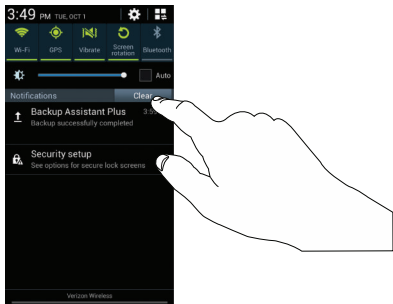 3:49 PM TUE, OCT 1
Wi-Fi GPS Vibrate Screen rotation Bluetooth
Auto
Notifications Clear
Backup Assistant Plus
Backup successfully completed
Security setup
See options for secure lock screens
Verizon Wireless